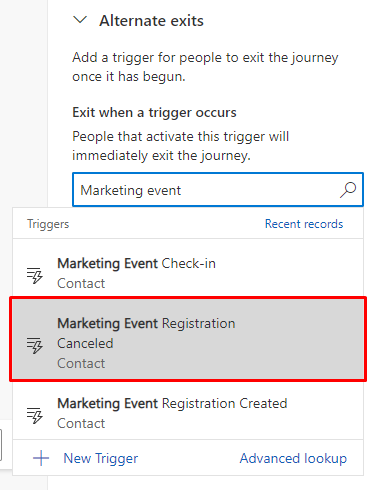 Alternate exits
Add a trigger for people to exit the journey
once it has begun.
Exit when a trigger occurs
People that activate this trigger will
immediately exit the journey.
Marketing event
Triggers Recent records
Marketing Event Check-in
Contact
Marketing Event Registration
Canceled
Contact
Marketing Event Registration Created
Contact
New Trigger Advanced lookup